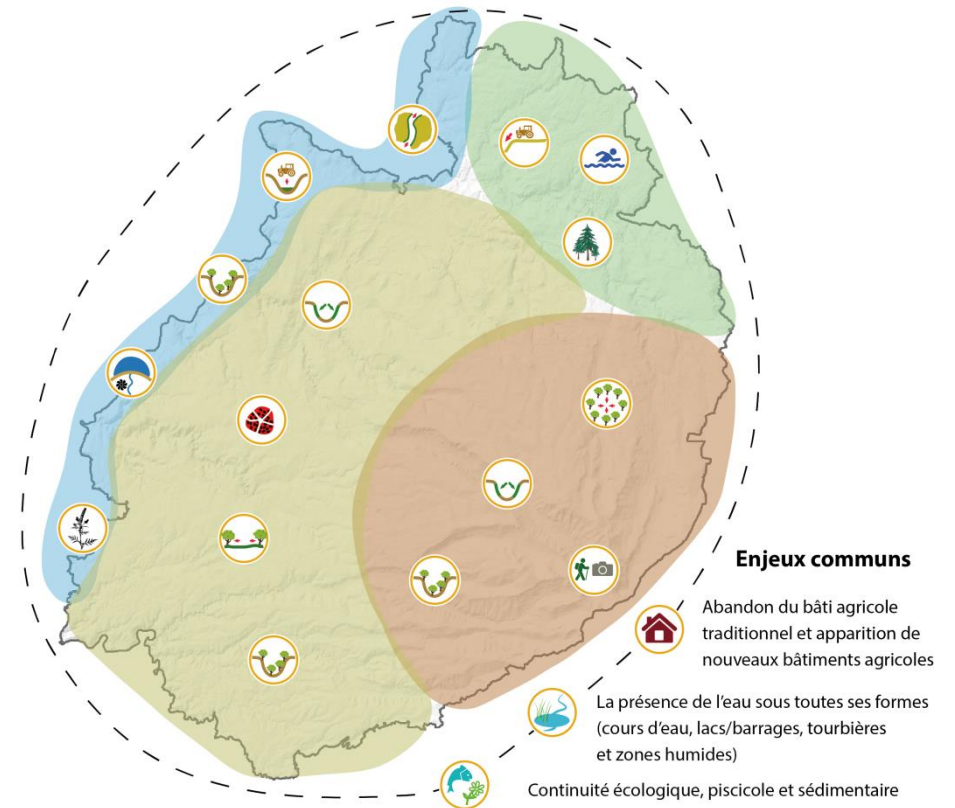 Enjeux communs
Abandon du bâti agricole
traditionnel et apparition de
nouveaux bâtiments agricoles
La présence de l'eau sous toutes ses formes
(cours d'eau, lacs/barrages, tourbières
et zones humides)
Continuité écologique, piscicole et sédimentaire